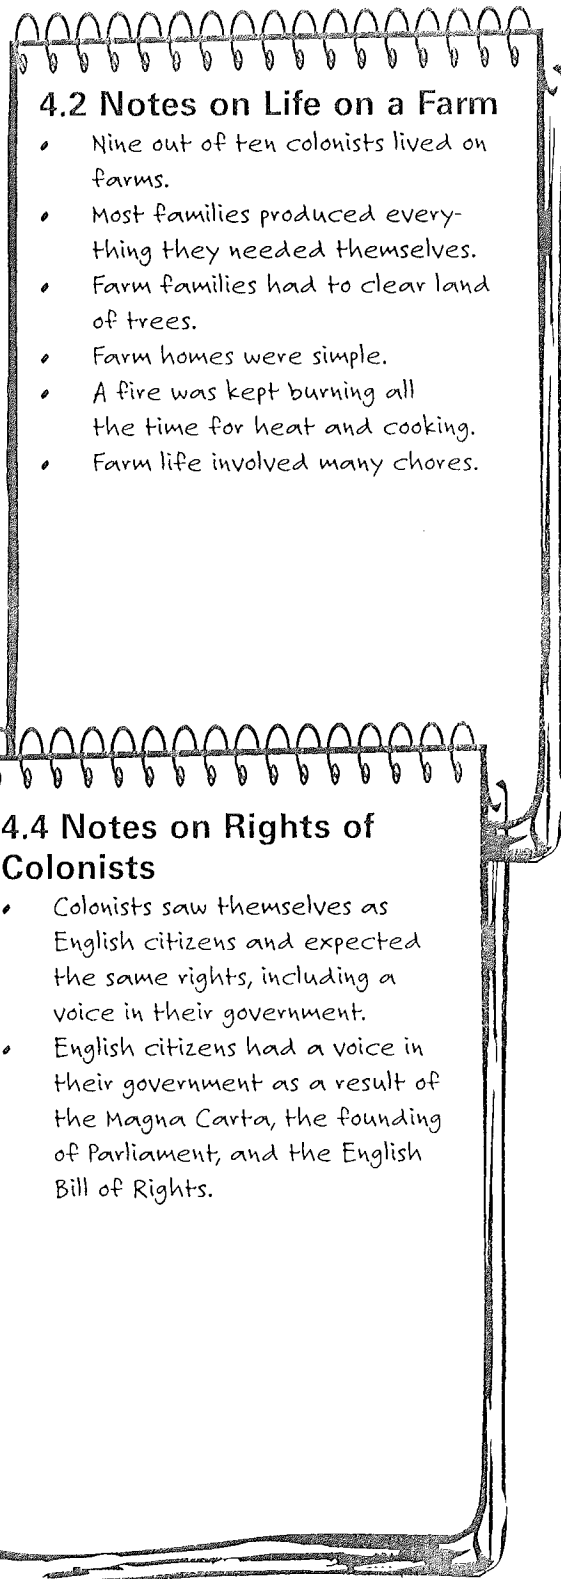 4.2 Notes on Life on a Farm
• Nine out of ten colonists lived on
farms.
• Most families produced every-
thing they needed themselves.
• Farm families had to clear land
of trees.
• Farm homes were simple.
• A fire was kept burning all
the time for heat and cooking.
• Farm life involved many chores.
4.4 Notes on Rights of
Colonists
• Colonists saw themselves as
English citizens and expected
the same rights, including a
voice in their government.
• English citizens had a voice in
their government as a result of
the Magna Carta, the founding
of Parliament, and the English
Bill of Rights.